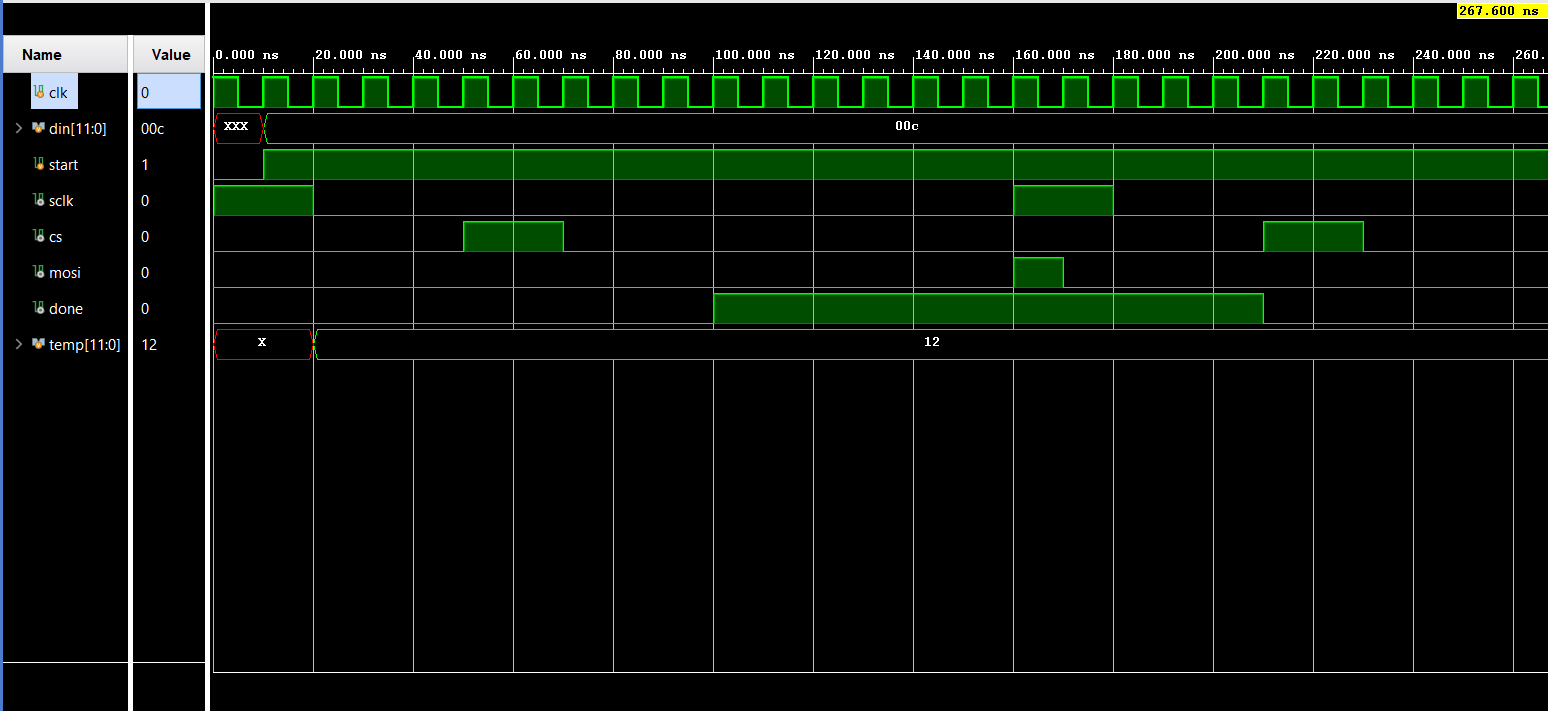 267.600 ns
Name Value
0.000 ns 20.000 ns 40.000 ns 60.000 ns 80.000 ns 100.000 ns 120.000 ns 140.000 ns 160.000 ns 180.000 ns 200.000 ns 220.000 ns 240.000 ns 260.
clk 0
din[11:0] 00c XXX 00c
start 1
sclk 0
cs 0
mosi 0
done 0
temp[11:0] 12 X 12